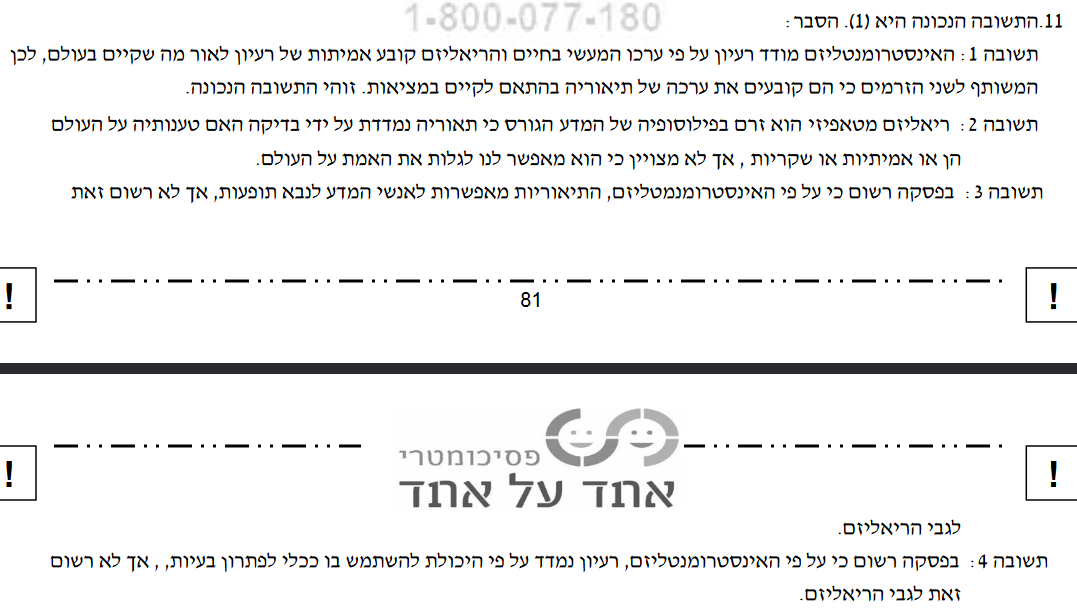 1-800-077-180
11.התשובה הנכונה היא (1). הסבר:
תשובה 1: האינסטרומנטליזם מודד רעיון על פי ערכו המעשי בחיים והריאליזם קובע אמיתות של רעיון לאור מה שקיים בעולם, לכן
המשותף לשני הזרמים כי הם קובעים את ערכה של תיאוריה בהתאם לקיים במציאות. זוהי התשובה הנכונה.
תשובה 2: ריאליזם מטאפיזי הוא זרם בפילוסופיה של המדע הגורס כי תאוריה נמדדת על ידי בדיקה האם טענותיה על העולם
הן או אמיתיות או שקריות , אך לא מצויין כי הוא מאפשר לנו לגלות את האמת על העולם.
תשובה 3: בפסקה רשום כי על פי האינסטרומנמטליזם, התיאוריות מאפשרות לאנשי המדע לנבא תופעות, אך לא רשום זאת
! !
81
פסיכומטרי
אחד על אחד
! !
לגבי הריאליזם.
תשובה 4: בפסקה רשום כי על פי האינסטרומנטליזם, רעיון נמדד על פי היכולת להשתמש בו ככלי לפתרון בעיות, , אך לא רשום
זאת לגבי הריאליזם.